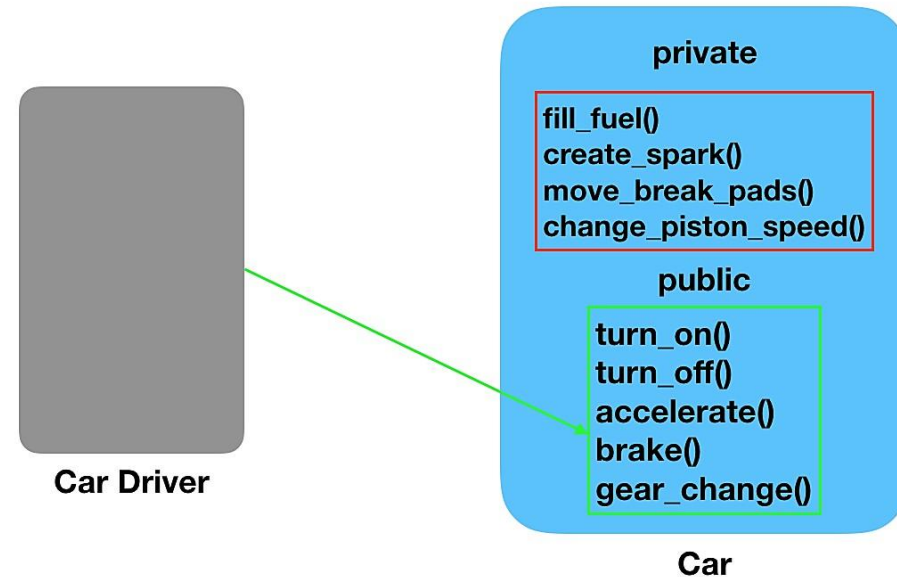 private
fill_fuel()
create_spark()
move_break_pads()
change_piston_speed()
public
turn_on()
turn_off()
accelerate()
brake()
gear_change()
Car Driver
Car